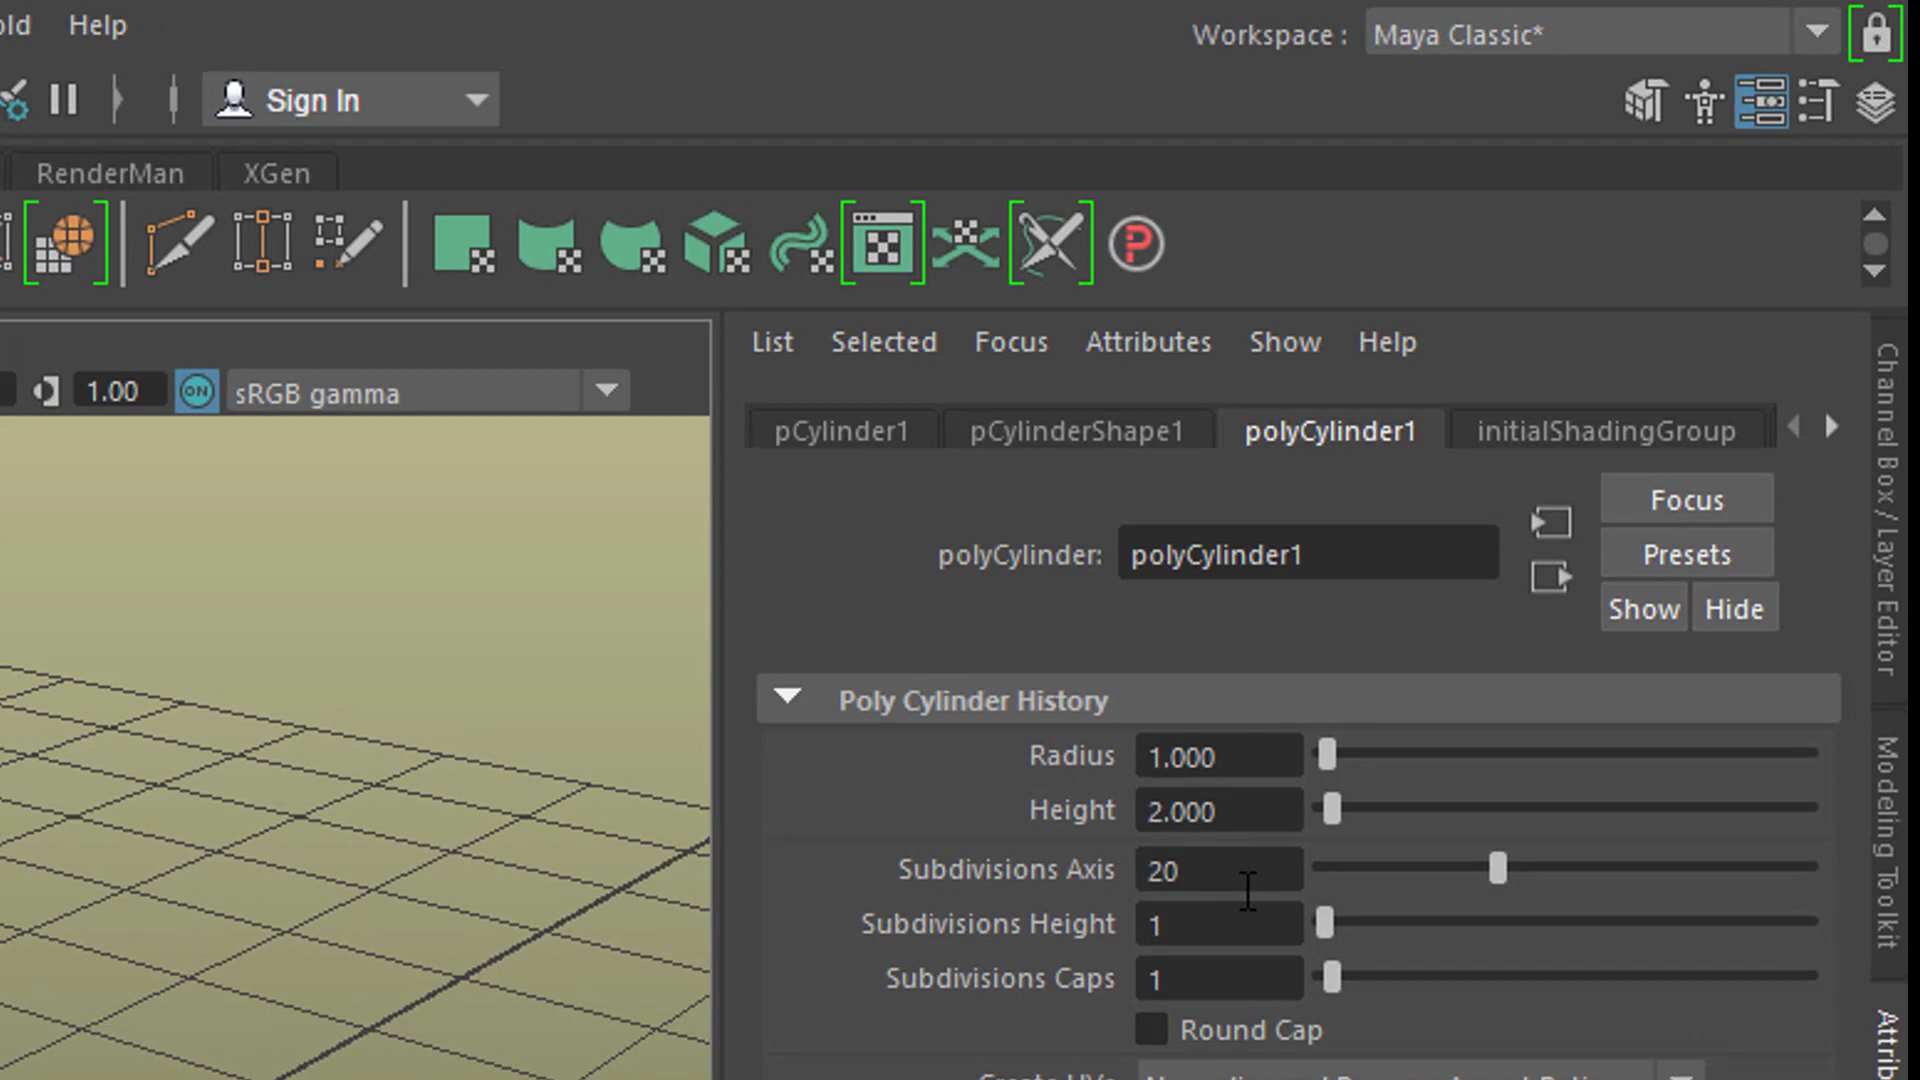 old Help
Workspace : Maya Classic*
Sign In
RenderMan XGen
P
List Selected Focus Attributes Show Help
1.00 ON sRGB gamma
pCylinder1 pCylinderShape1 polyCylinder1 initialShadingGroup
Focus
polyCylinder: polyCylinder1
Presets
Show Hide
Poly Cylinder History
Radius 1.000
Height 2.000
Subdivisions Axis 20
Subdivisions Height 1
Subdivisions Caps 1
Round Cap
Channel Box / Layer Editor
Modeling Toolkit
Attrib